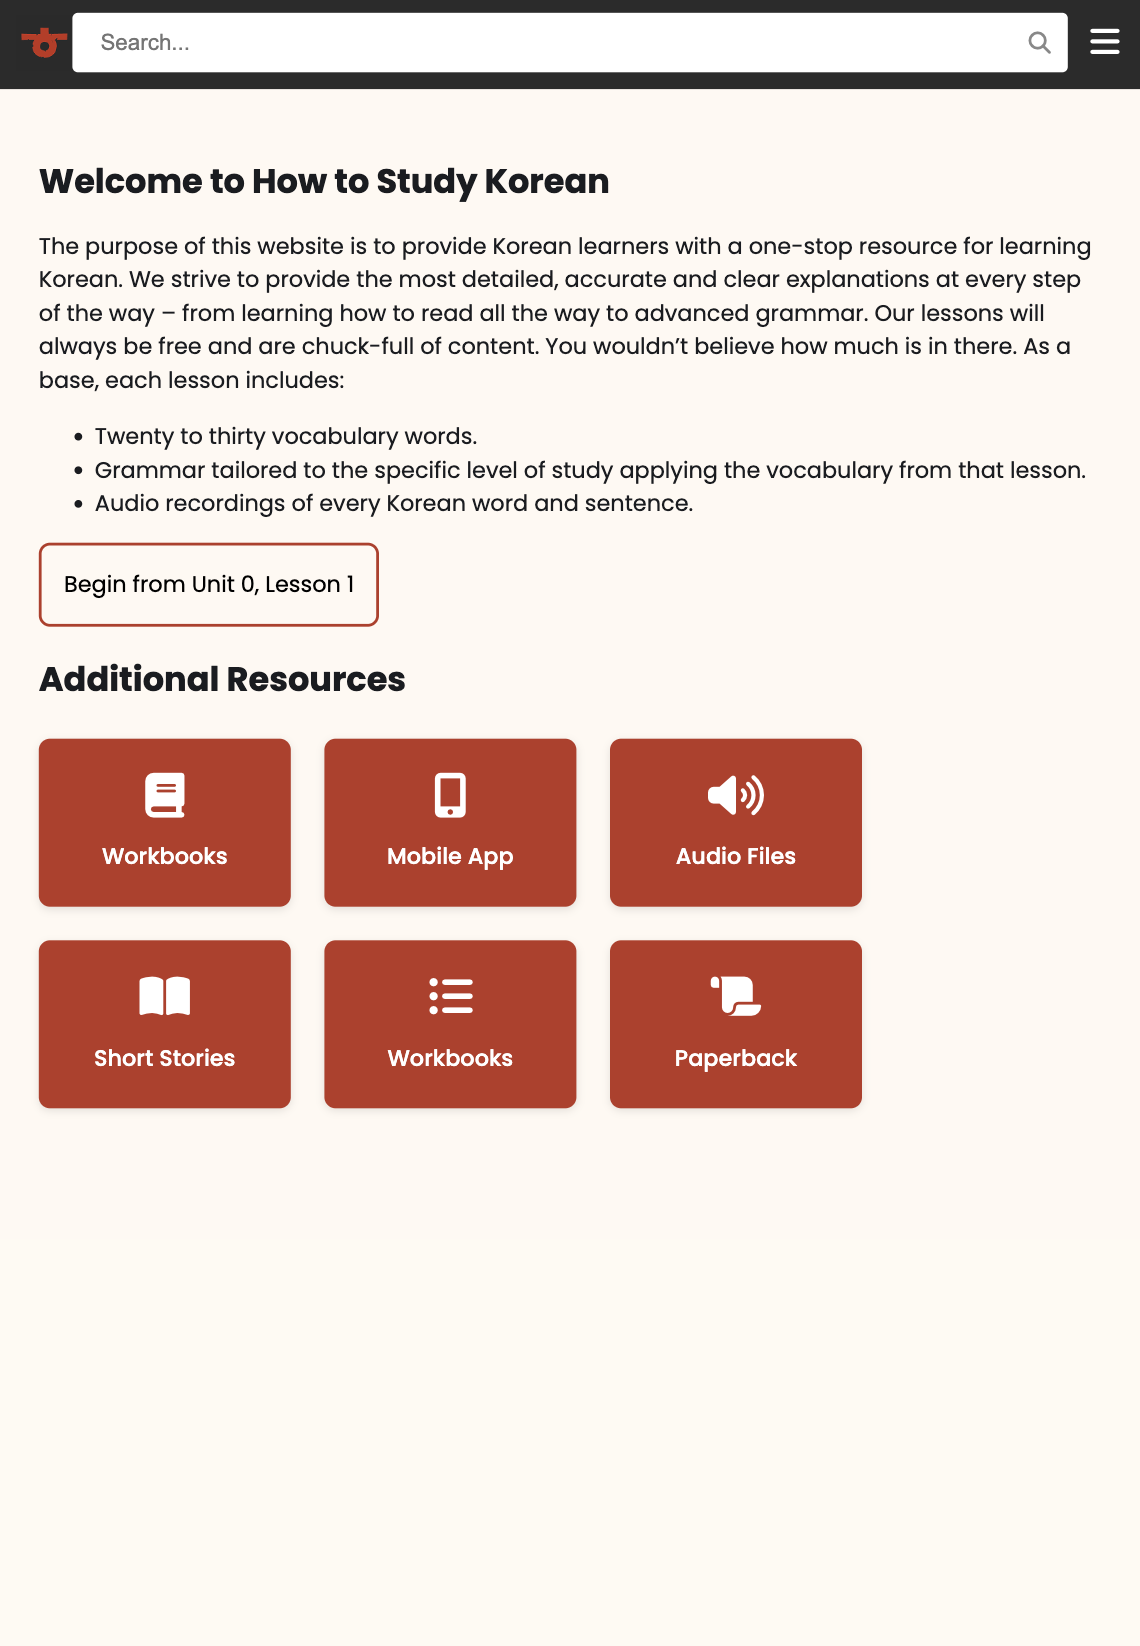 Search...
Welcome to How to Study Korean
The purpose of this website is to provide Korean learners with a one-stop resource for learning
Korean. We strive to provide the most detailed, accurate and clear explanations at every step
of the way – from learning how to read all the way to advanced grammar. Our lessons will
always be free and are chuck-full of content. You wouldn’t believe how much is in there. As a
base, each lesson includes:
• Twenty to thirty vocabulary words.
• Grammar tailored to the specific level of study applying the vocabulary from that lesson.
• Audio recordings of every Korean word and sentence.
Begin from Unit 0, Lesson 1
Additional Resources
Workbooks
Mobile App
Audio Files
Short Stories
Workbooks
Paperback